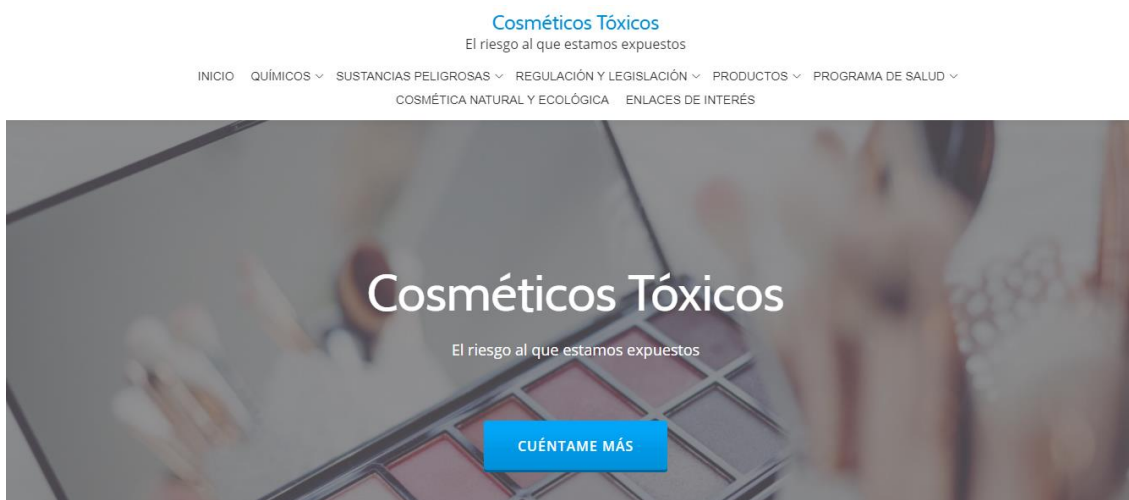 Cosméticos Tóxicos
El riesgo al que estamos expuestos
INICIO QUÍMICOS SUSTANCIAS PELIGROSAS REGULACIÓN Y LEGISLACIÓN PRODUCTOS PROGRAMA DE SALUD
COSMÉTICA NATURAL Y ECOLÓGICA ENLACES DE INTERÉS
Cosméticos Tóxicos
El riesgo al que estamos expuestos
CUÉNTAME MÁS